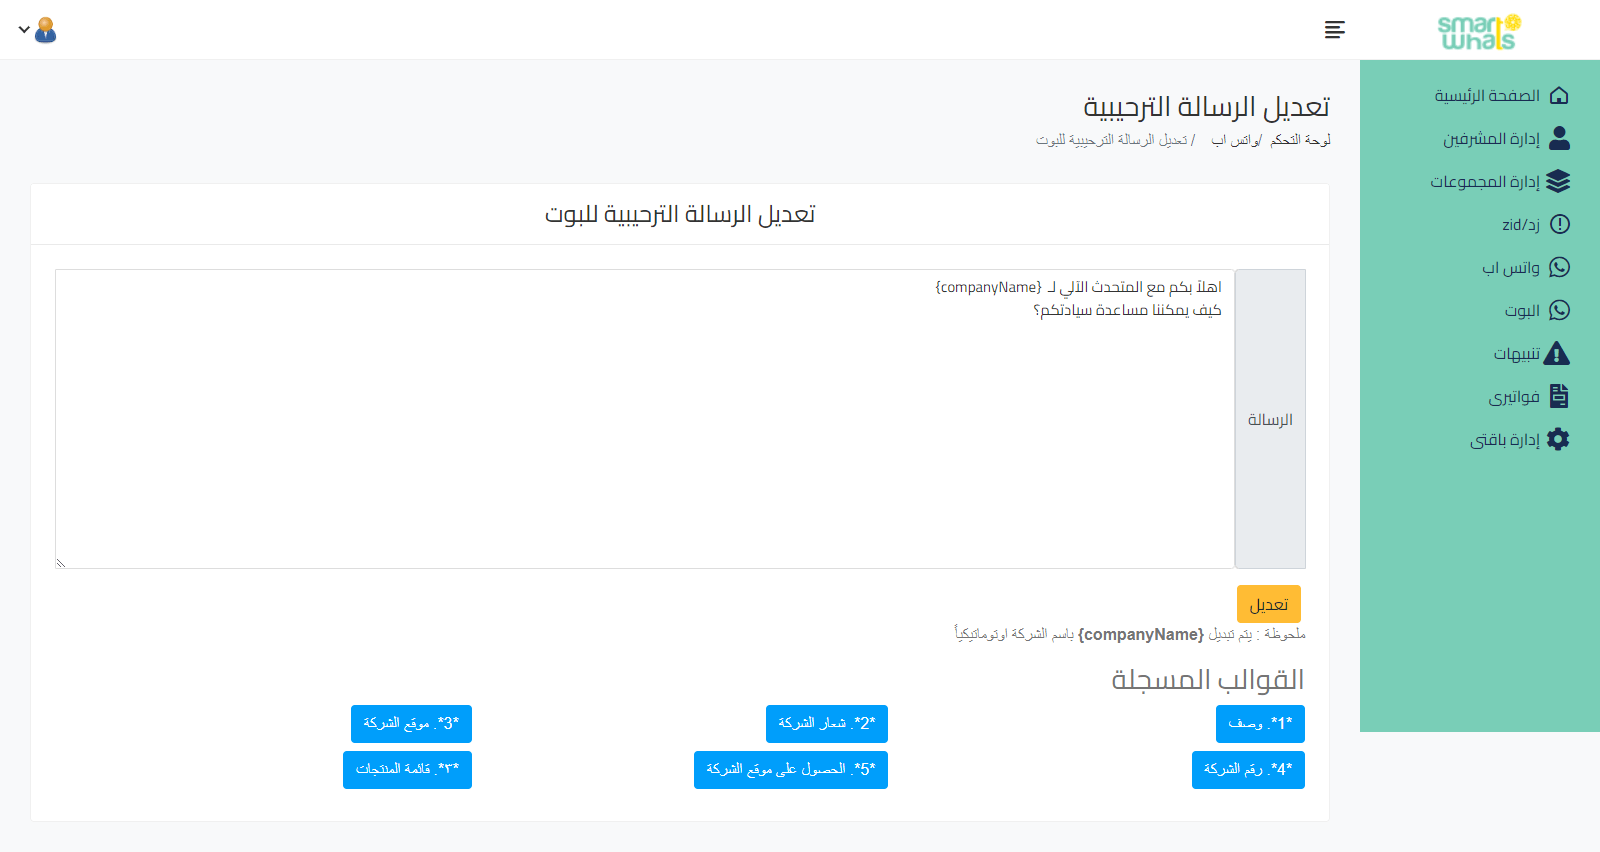 smart
whats
الصفحة الرئيسية
إدارة المشرفين
إدارة المجموعات
زد/zid
واتس اب
البوت
تنبيهات
فواتيرى
إدارة باقتى
تعديل الرسالة الترحيبية
لوحة التحكم /واتس اب / تعديل الرسالة الترحيبية للبوت
تعديل الرسالة الترحيبية للبوت
الرسالة
اهلاً بكم مع المتحدث الآلي لـ {companyName}
كيف يمكننا مساعدة سيادتكم؟
تعديل
ملحوظة : يتم تبديل {companyName} باسم الشركة اوتوماتيكياً
القوالب المسجلة
*1*. وصف
*2*. شعار الشركة
*3*. موقع الشركة
*4*. رقم الشركة
*5*. الحصول على موقع الشركة
*٣*. قائمة المنتجات